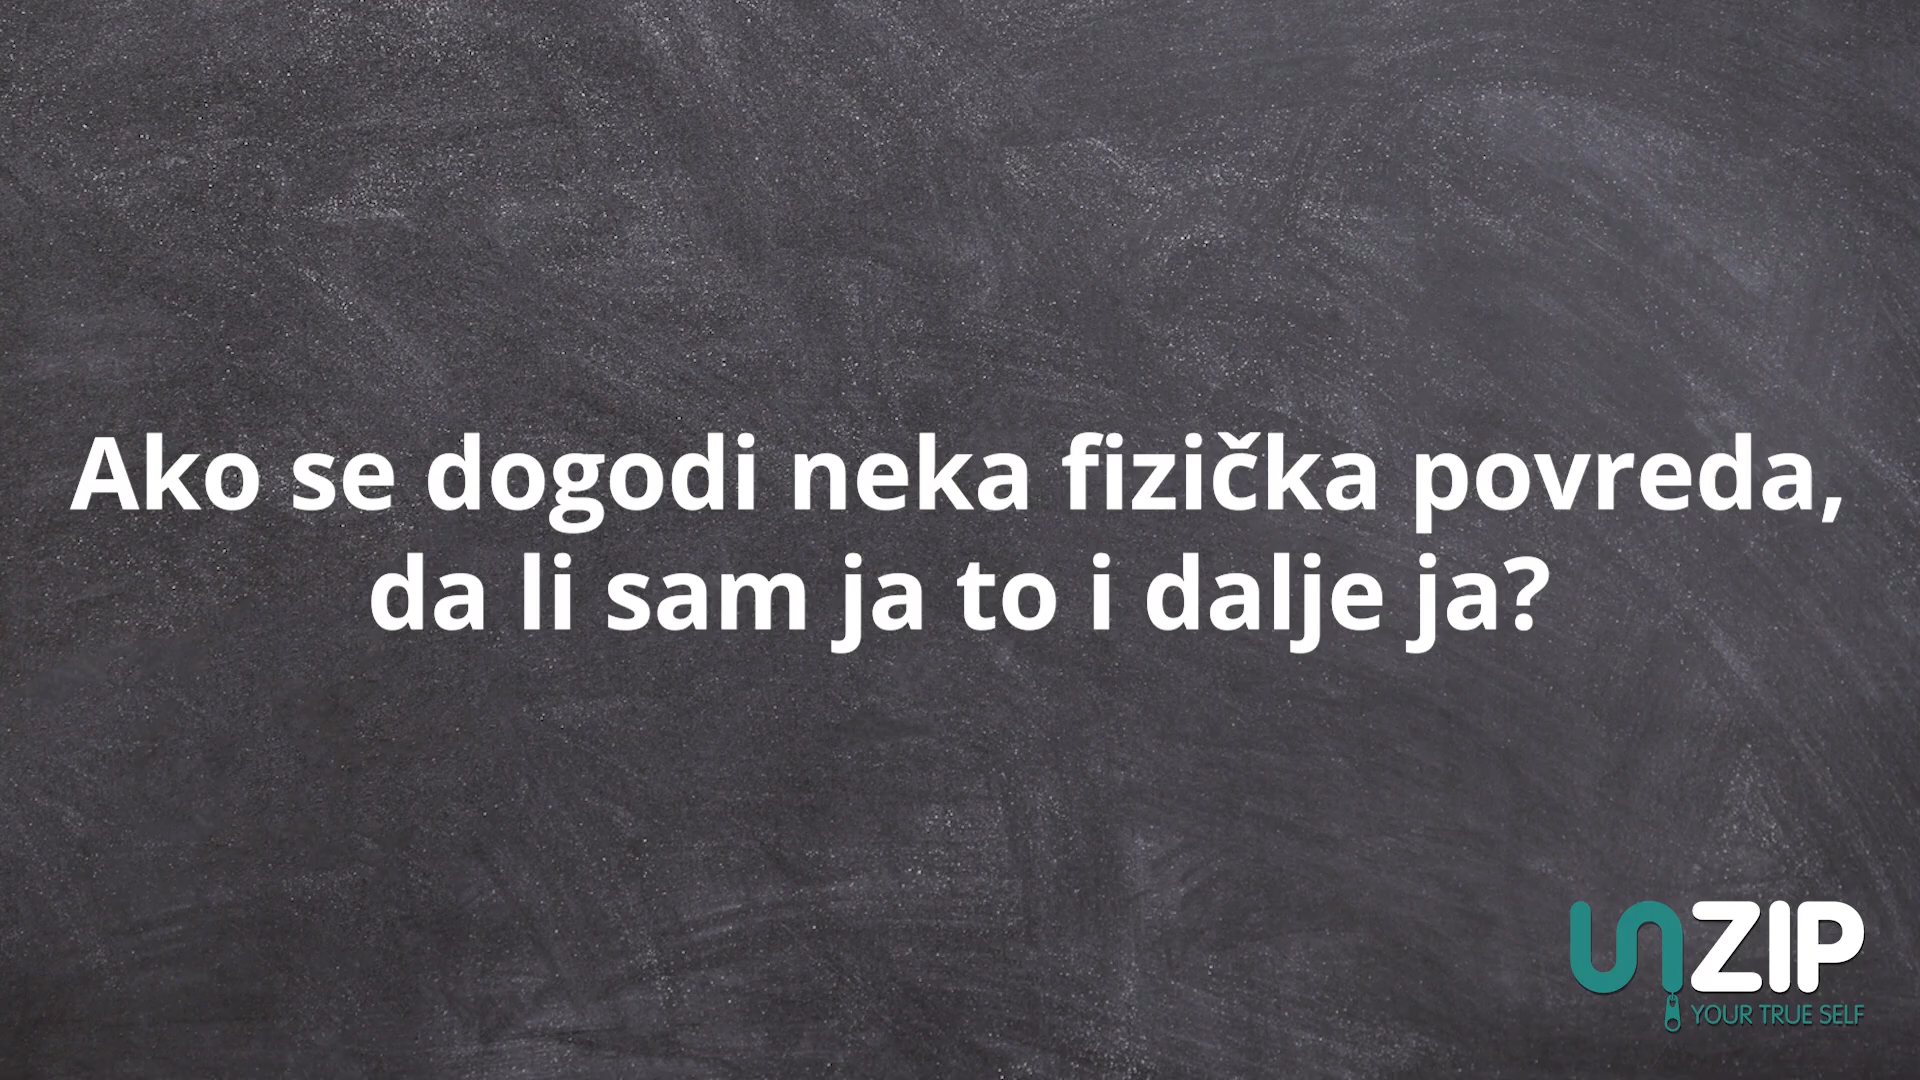 Ako se dogodi neka fizička povreda,
da li sam ja to i dalje ja?
UNZIP
YOUR TRUE SELF